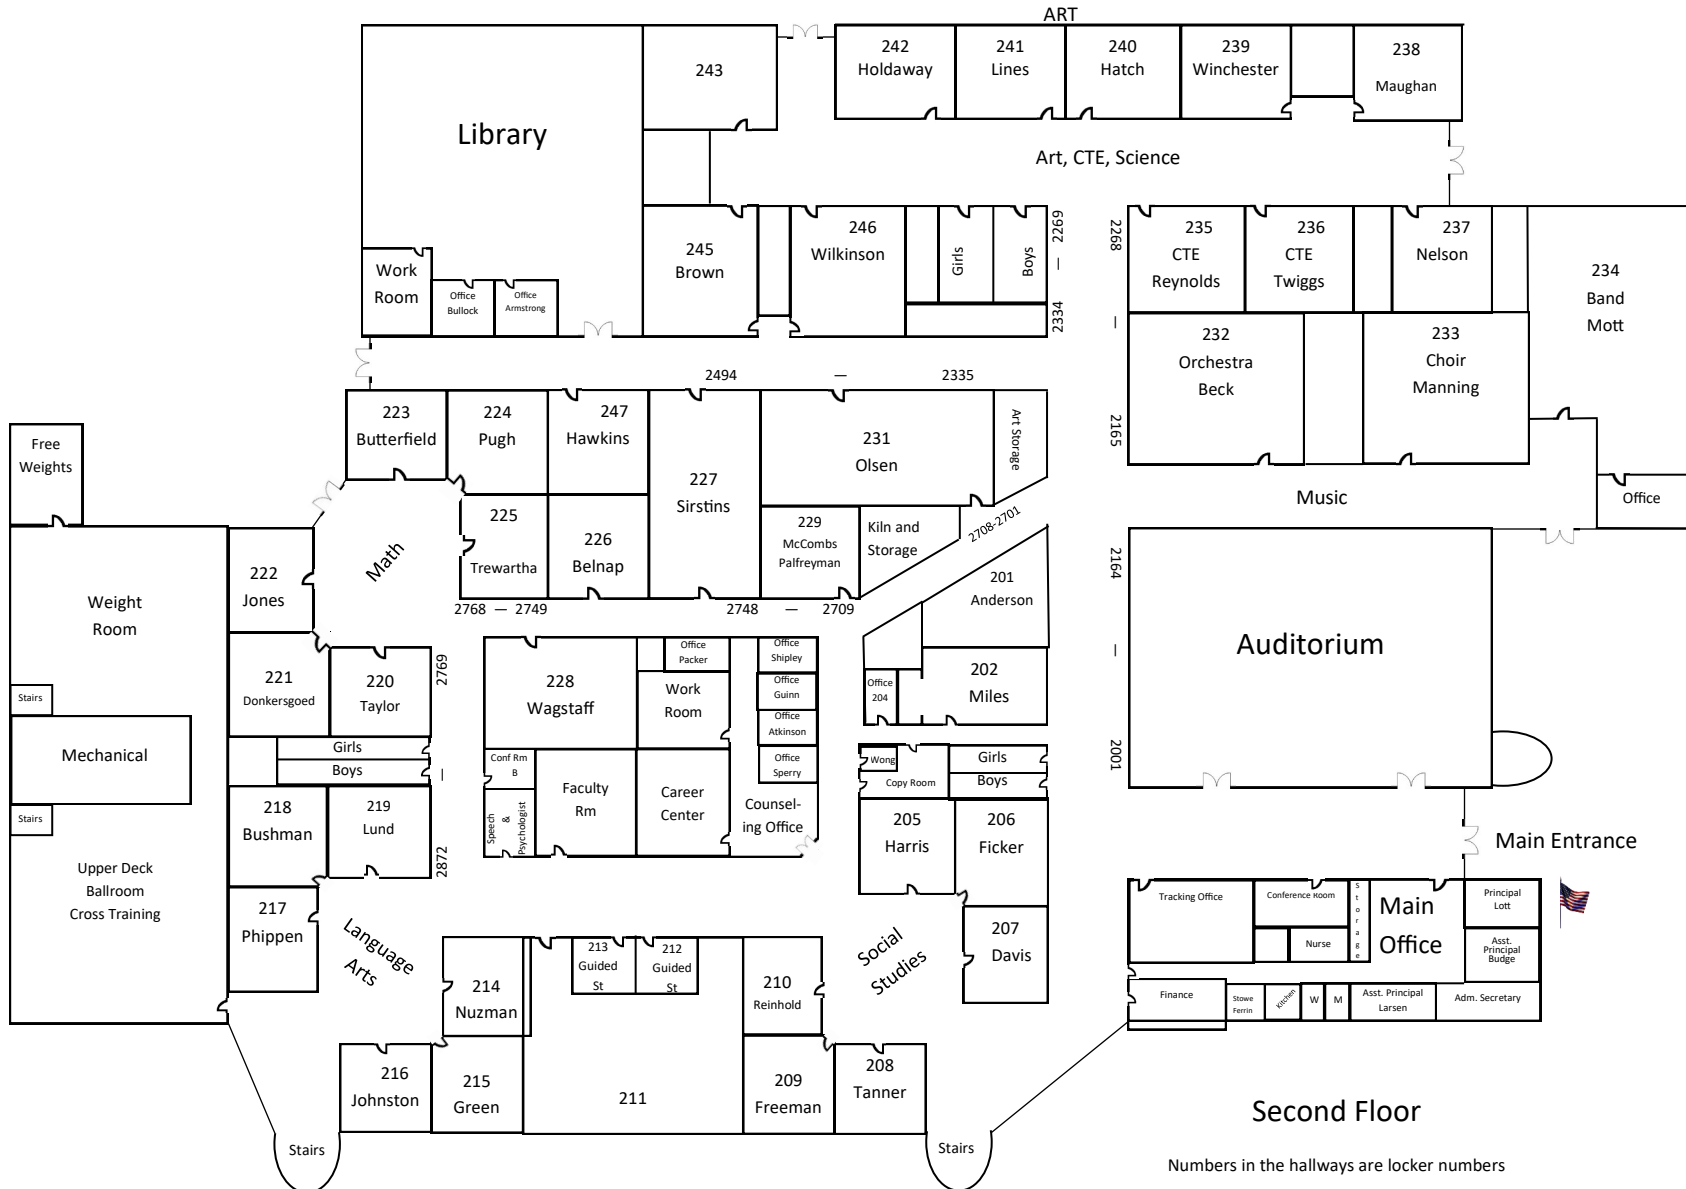 ART
242
Holdaway
241
Lines
240
Hatch
239
Winchester
238
Maughan
243
Library
Art, CTE, Science
Work
Room
Office
Bullock
Office
Armstrong
245
Brown
246
Wilkinson
Girls
Boys
2269
—
2334
2268
—
2165
235
CTE
Reynolds
236
CTE
Twiggs
237
Nelson
234
Band
Mott
232
Orchestra
Beck
233
Choir
Manning
2494 — 2335
223
Butterfield
224
Pugh
247
Hawkins
227
Sirstins
231
Olsen
Art Storage
Free
Weights
225
Trewartha
226
Belnap
229
McCombs
Palfreyman
Kiln and
Storage
2708-2701
Music
Office
Math
222
Jones
Weight
Room
2768 — 2749
2748 — 2709
201
Anderson
2164
—
2001
Auditorium
221
Donkersgoed
220
Taylor
2769
—
2872
228
Wagstaff
Office
Packer
Work
Room
Office
Shipley
Office
Guinn
Office
Atkinson
Office
Sperry
Office
204
202
Miles
Stairs
Mechanical
Stairs
Girls
Boys
Conf Rm
B
Speech
&
Psychologist
Faculty
Rm
Career
Center
Counsel-
ing Office
Wong
Copy Room
Girls
Boys
218
Bushman
219
Lund
205
Harris
206
Ficker
Main Entrance
Upper Deck
Ballroom
Cross Training
217
Phippen
Language
Arts
Social
Studies
207
Davis
Tracking Office
Conference Room
Storage
Nurse
Main
Office
Principal
Lott
Asst.
Principal
Budge
214
Nuzman
213
Guided
St
212
Guided
St
210
Reinhold
Finance
Stowe
Ferrin
Kitchen
W
M
Asst. Principal
Larsen
Adm. Secretary
216
Johnston
215
Green
211
209
Freeman
208
Tanner
Stairs
Stairs
Second Floor
Numbers in the hallways are locker numbers